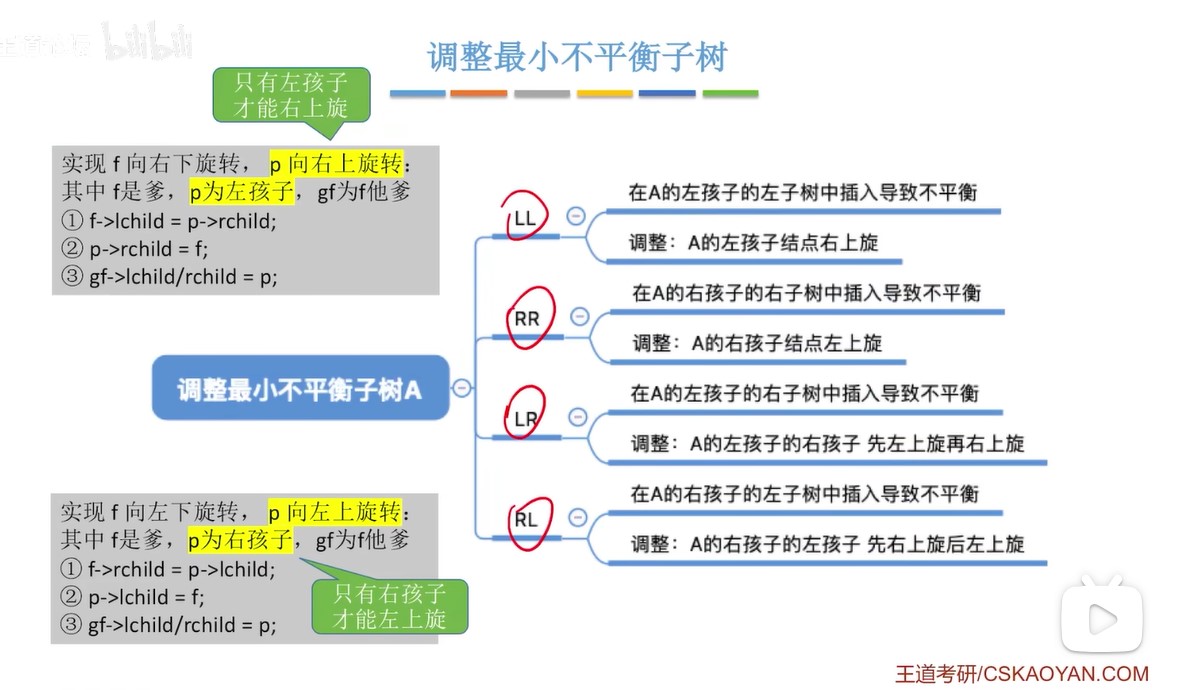 bilibili
调整最小不平衡子树
只有左孩子
才能右上旋
实现 f 向右下旋转， p 向右上旋转：
其中 f是爹，p为左孩子，gf为f他爹
① f->lchild = p->rchild;
② p->rchild = f;
③ gf->lchild/rchild = p;
调整最小不平衡子树A
LL
在A的左孩子的左子树中插入导致不平衡
调整：A的左孩子结点右上旋
RR
在A的右孩子的右子树中插入导致不平衡
调整：A的右孩子结点左上旋
LR
在A的左孩子的右子树中插入导致不平衡
调整：A的左孩子的右孩子 先左上旋再右上旋
RL
在A的右孩子的左子树中插入导致不平衡
调整：A的右孩子的左孩子 先右上旋后左上旋
实现 f 向左下旋转， p 向左上旋转：
其中 f是爹，p为右孩子，gf为f他爹
① f->rchild = p->lchild;
② p->lchild = f;
③ gf->lchild/rchild = p;
只有右孩子
才能左上旋
王道考研/CSKAOYAN.COM